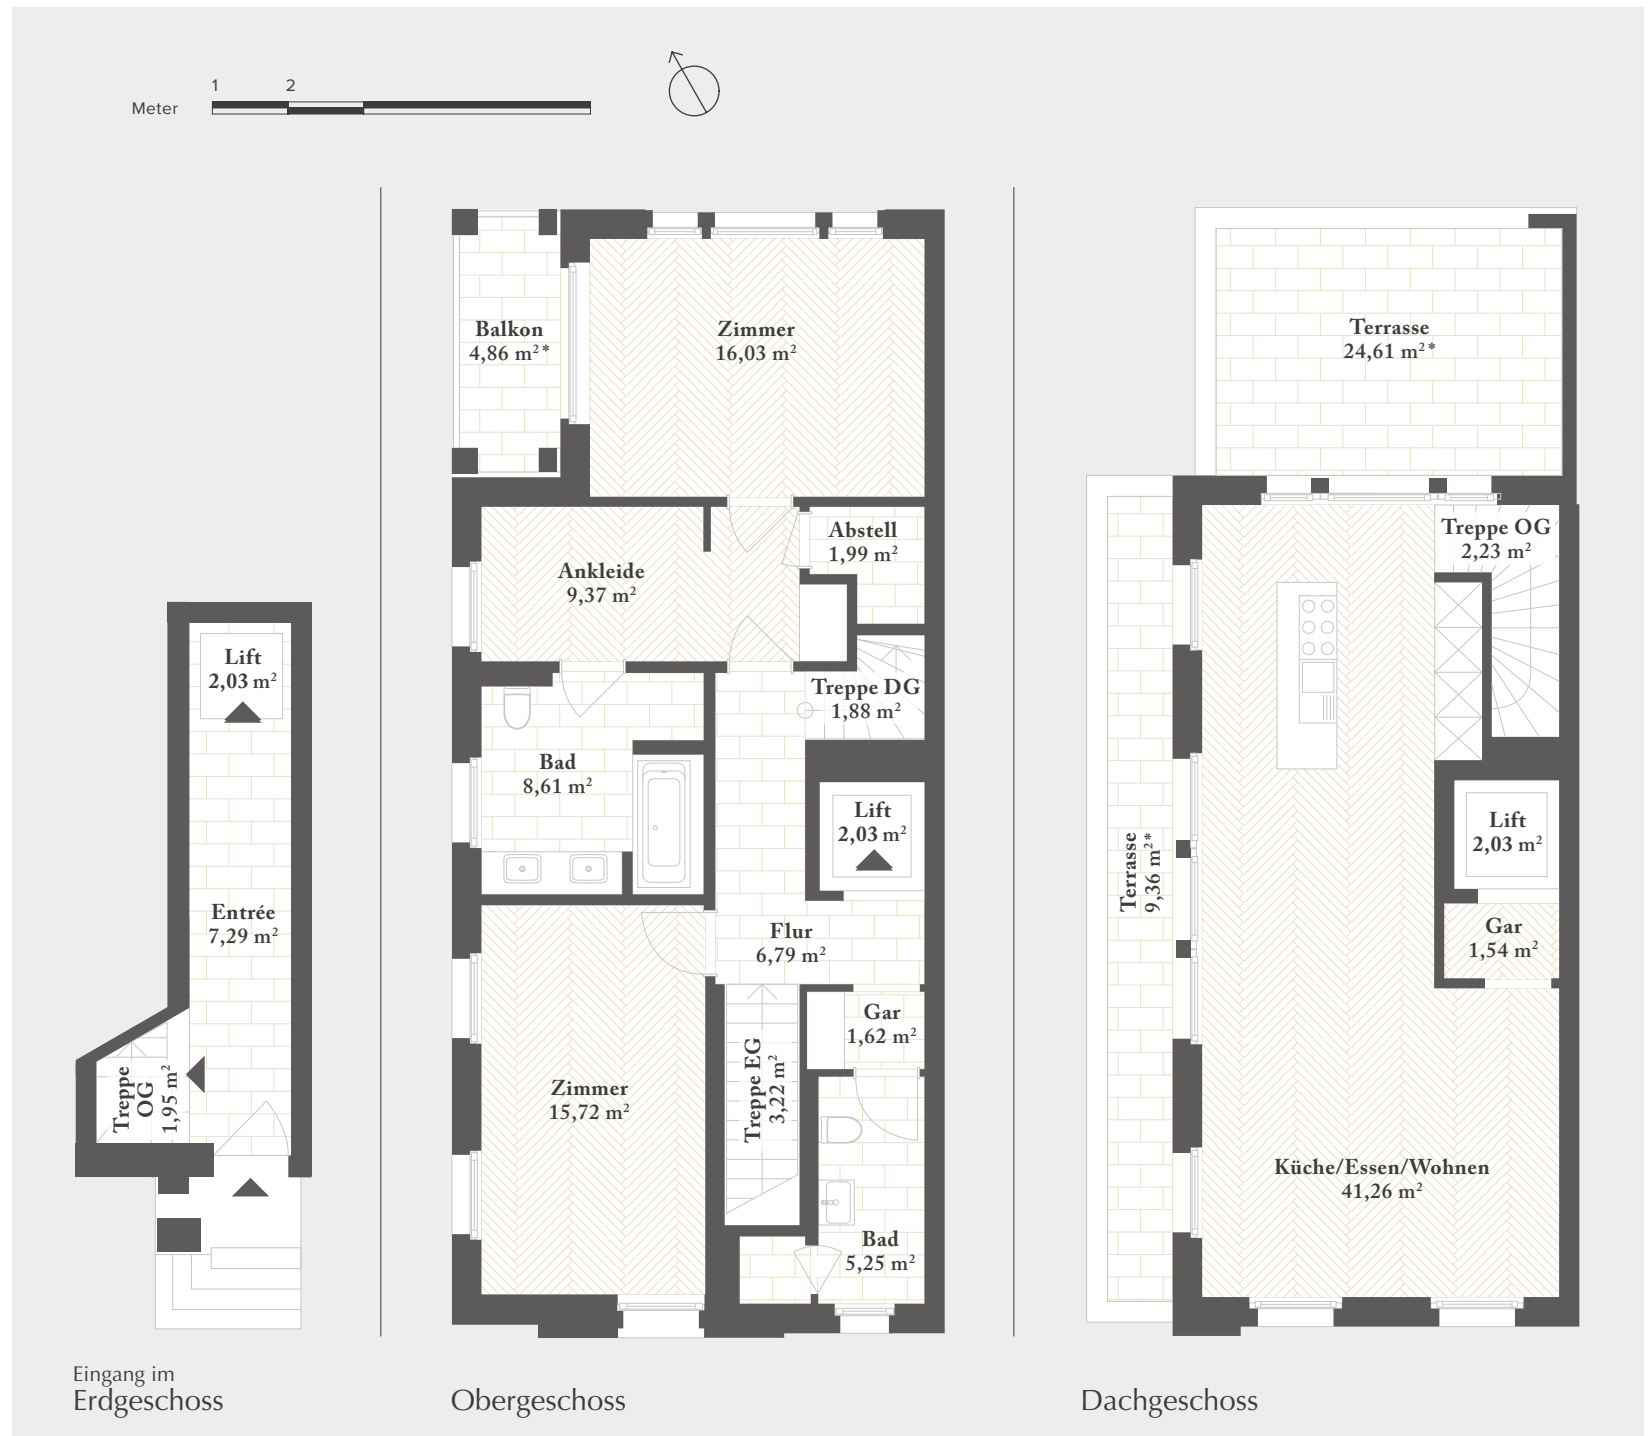 1 2
Meter
Lift
2,03 m²
Entrée
7,29 m²
Treppe
OG
1,95 m²
Eingang im
Erdgeschoss
Balkon
4,86 m²*
Zimmer
16,03 m²
Abstell
1,99 m²
Ankleide
9,37 m²
Treppe DG
1,88 m²
Bad
8,61 m²
Lift
2,03 m²
Flur
6,79 m²
Gar
1,62 m²
Treppe EG
3,22 m²
Zimmer
15,72 m²
Bad
5,25 m²
Obergeschoss
Terrasse
24,61 m²*
Treppe OG
2,23 m²
Lift
2,03 m²
Terrasse
9,36 m²*
Gar
1,54 m²
Küche/Essen/Wohnen
41,26 m²
Dachgeschoss